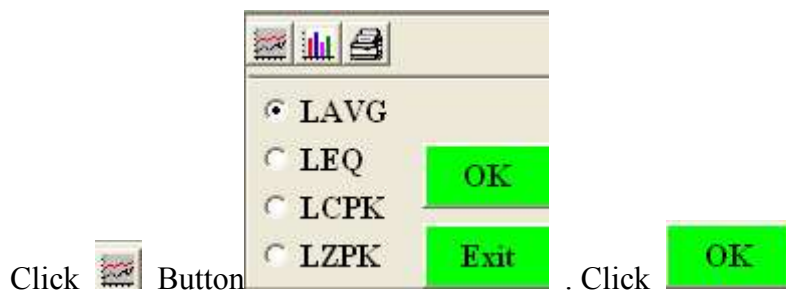 LAVG
LEQ
OK
LCPK
LZPK
Exit
Click Button . Click OK